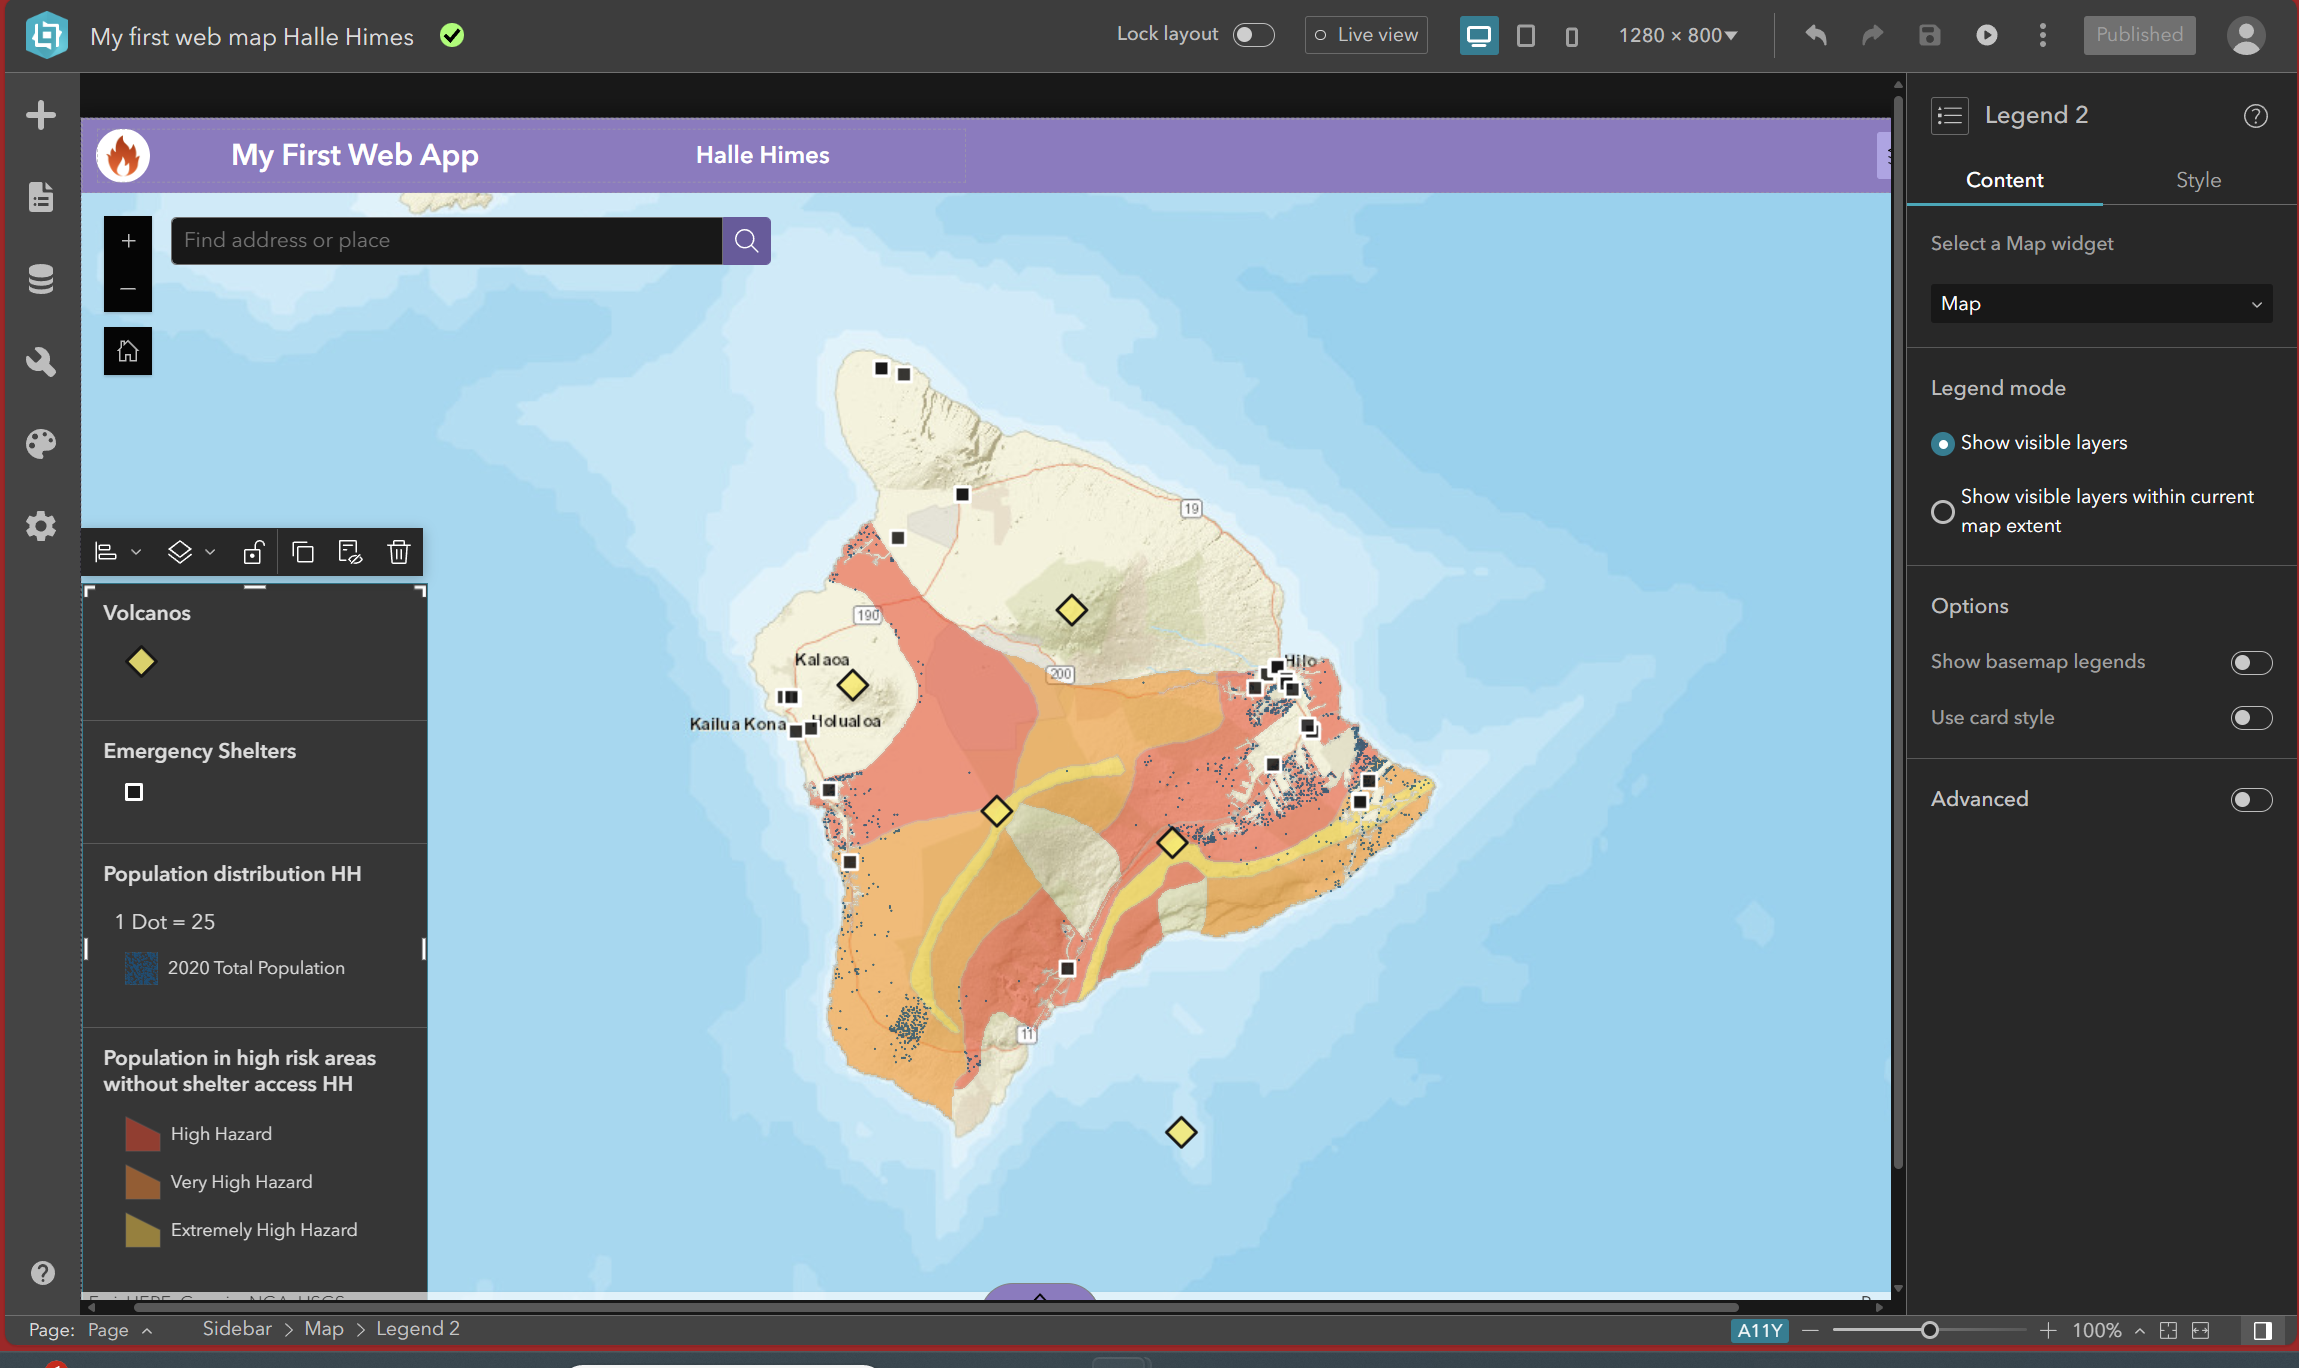 My first web map Halle Himes
Lock layout
Live view
1280 × 800
Published
My First Web App
Halle Himes
Find address or place
19
190
Kalaoa
200
Hilo
Kailua Kona
Holualoa
11
Volcanos
Emergency Shelters
Population distribution HH
1 Dot = 25
2020 Total Population
Population in high risk areas
without shelter access HH
High Hazard
Very High Hazard
Extremely High Hazard
Legend 2
Content
Style
Select a Map widget
Map
Legend mode
Show visible layers
Show visible layers within current
map extent
Options
Show basemap legends
Use card style
Advanced
Page: Page
Sidebar > Map > Legend 2
A11Y
100%